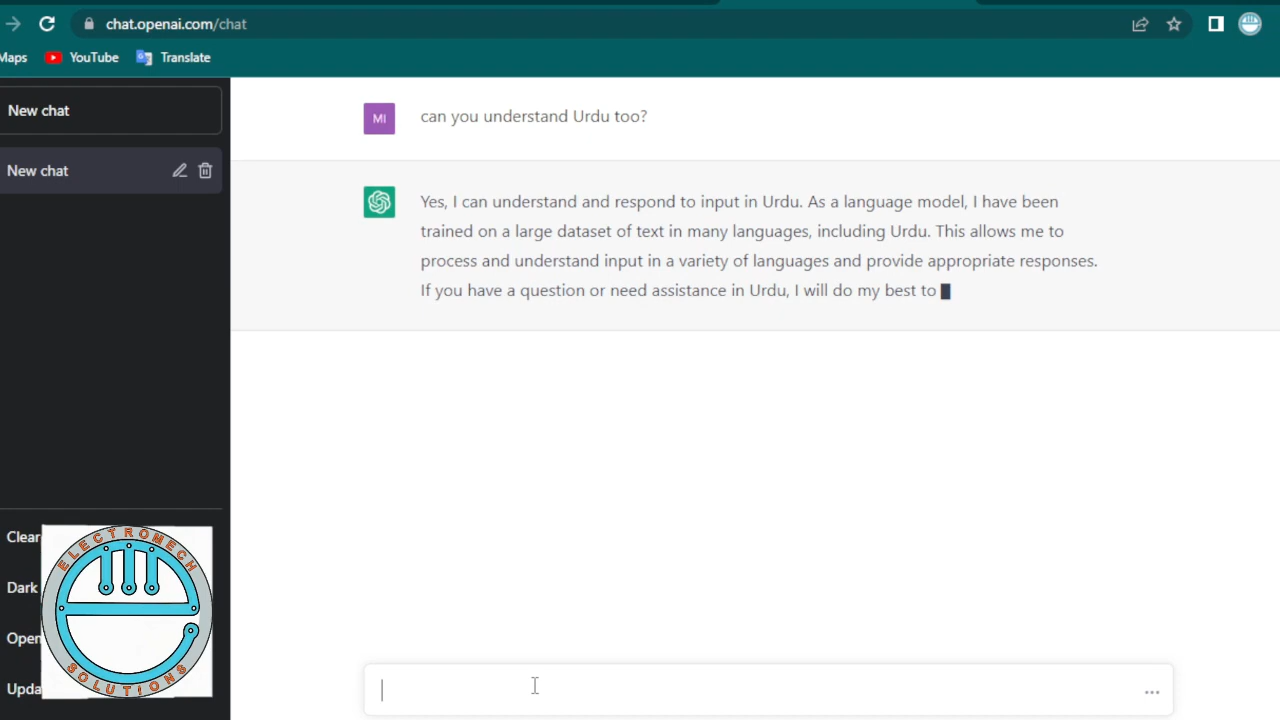 chat.openai.com/chat
Maps YouTube Translate
New chat
New chat
MI can you understand Urdu too?
Yes, I can understand and respond to input in Urdu. As a language model, I have been
trained on a large dataset of text in many languages, including Urdu. This allows me to
process and understand input in a variety of languages and provide appropriate responses.
If you have a question or need assistance in Urdu, I will do my best to
Clear
Dark
Open
Upda
ELECTROMECH
SOLUTIONS